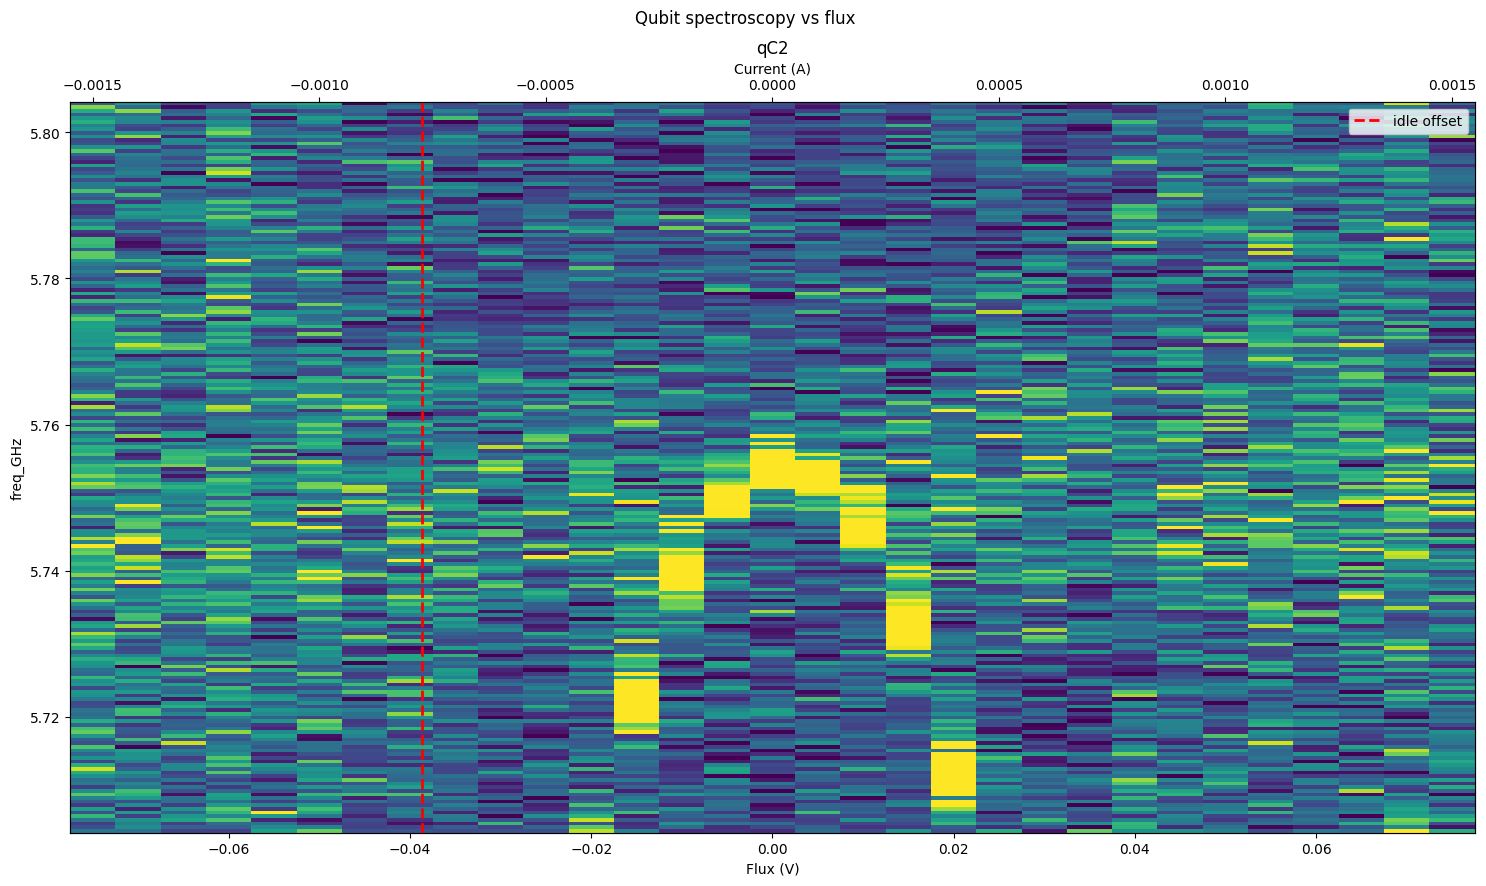 Qubit spectroscopy vs flux
qC2
Current (A)
−0.0015 −0.0010 −0.0005 0.0000 0.0005 0.0010 0.0015
idle offset
5.80
5.78
5.76
5.74
5.72
freq_GHz
−0.06 −0.04 −0.02 0.00 0.02 0.04 0.06
Flux (V)